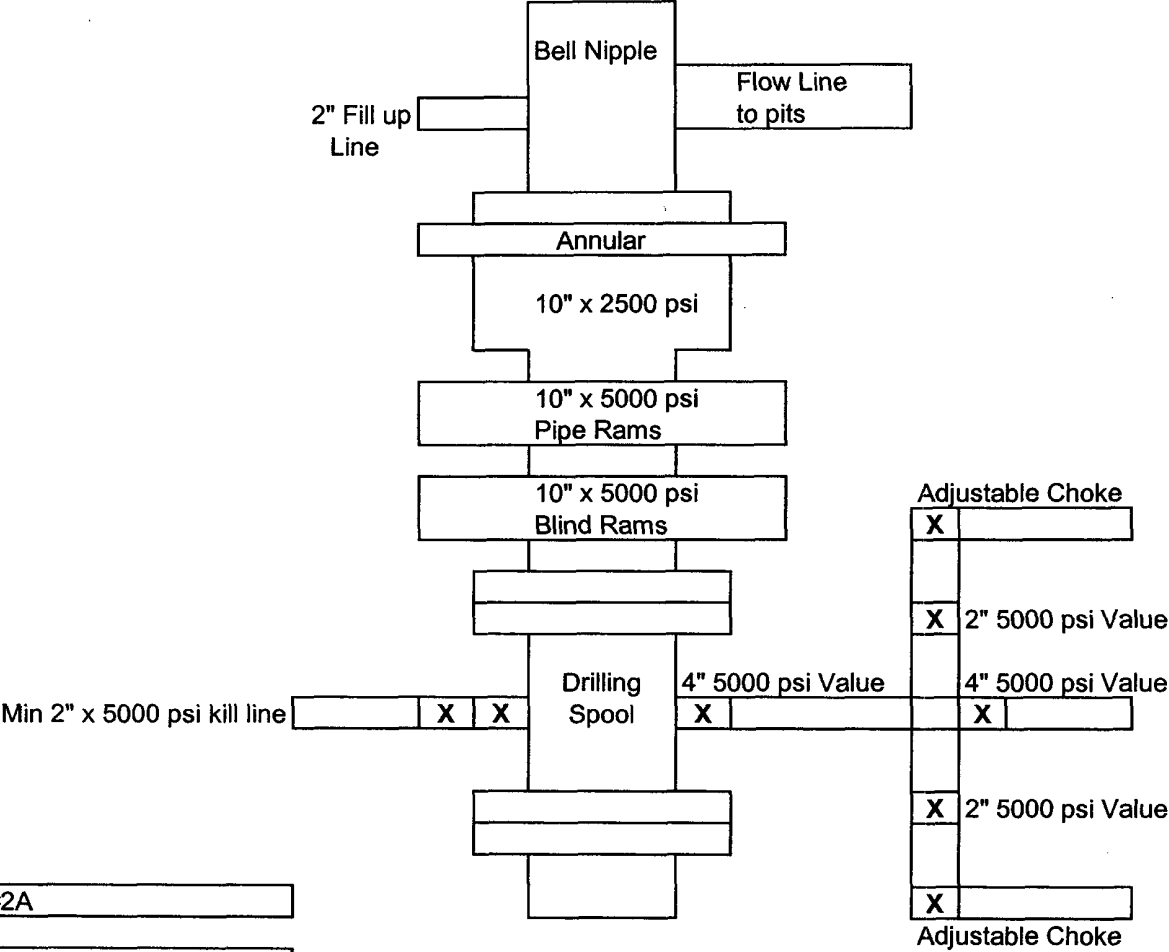 Bell Nipple
Flow Line
to pits
2" Fill up
Line
Annular
10" x 2500 psi
10" x 5000 psi
Pipe Rams
10" x 5000 psi
Blind Rams
Adjustable Choke
X
X 2" 5000 psi Value
Drilling
Spool
4" 5000 psi Value
4" 5000 psi Value
Min 2" x 5000 psi kill line
X X
X
X
X 2" 5000 psi Value
2A
X
Adjustable Choke